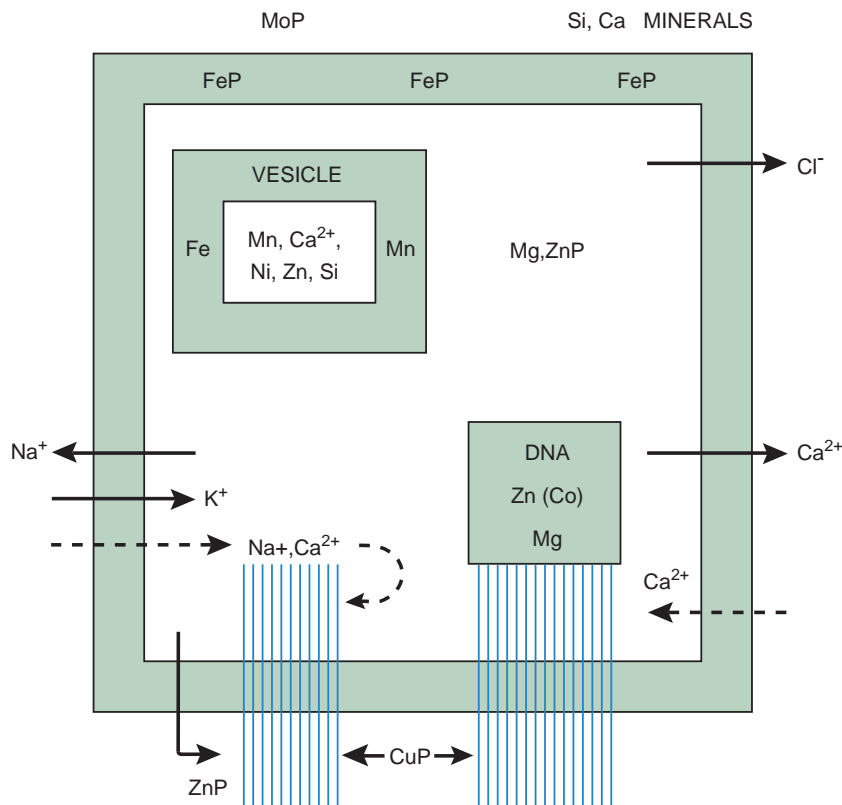 MoP
Si, Ca MINERALS
FeP FeP FeP
VESICLE
Cl⁻
Fe
Mn, Ca²⁺,
Ni, Zn, Si
Mn
Mg,ZnP
Na⁺
K⁺
DNA
Zn (Co)
Mg
Ca²⁺
Na+,Ca²⁺
Ca²⁺
CuP
ZnP